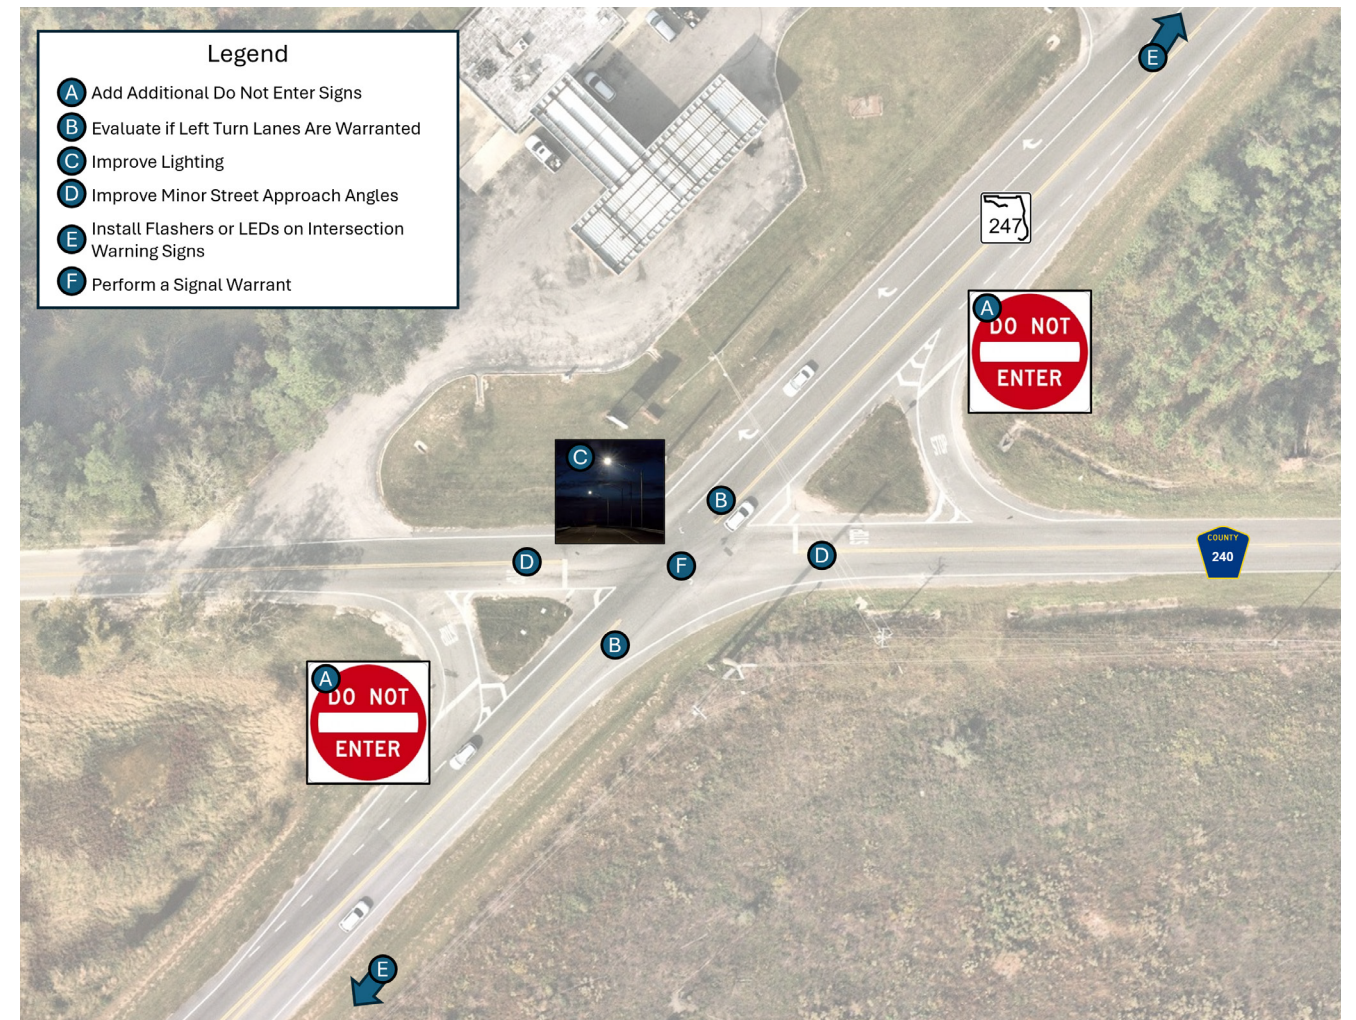 Legend
A Add Additional Do Not Enter Signs
B Evaluate if Left Turn Lanes Are Warranted
C Improve Lighting
D Improve Minor Street Approach Angles
E Install Flashers or LEDs on Intersection
Warning Signs
F Perform a Signal Warrant
E
247
A
DO NOT
ENTER
C
B
STOP
D
F
D
STOP
COUNTY
240
B
A
DO NOT
ENTER
E